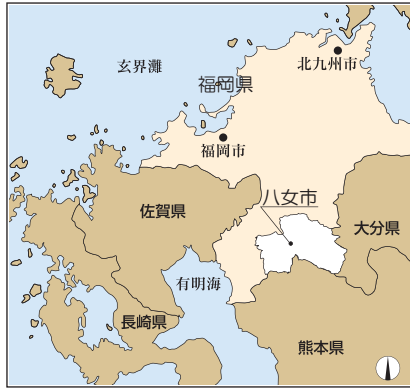 玄界灘
北九州市
福岡県
福岡市
佐賀県
八女市
大分県
有明海
長崎県
熊本県